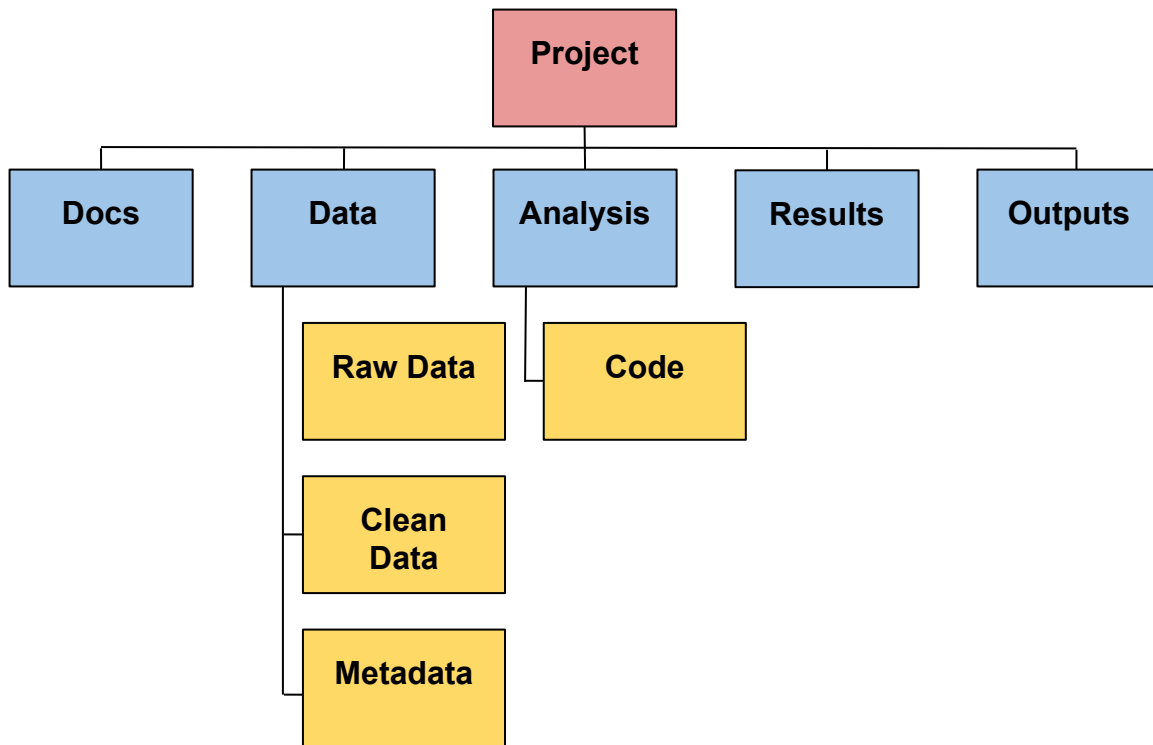 Project
Docs
Data
Analysis
Results
Outputs
Raw Data
Code
Clean
Data
Metadata